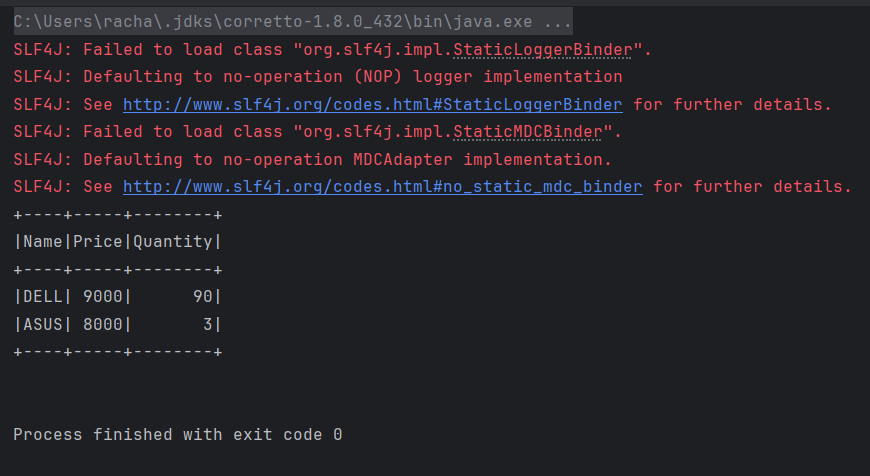 C:\Users\racha\.jdks\corretto-1.8.0_432\bin\java.exe ...
SLF4J: Failed to load class "org.slf4j.impl.StaticLoggerBinder".
SLF4J: Defaulting to no-operation (NOP) logger implementation
SLF4J: See http://www.slf4j.org/codes.html#StaticLoggerBinder for further details.
SLF4J: Failed to load class "org.slf4j.impl.StaticMDCBinder".
SLF4J: Defaulting to no-operation MDCAdapter implementation.
SLF4J: See http://www.slf4j.org/codes.html#no_static_mdc_binder for further details.
+----+-----+--------+
|Name|Price|Quantity|
+----+-----+--------+
|DELL| 9000|      90|
|ASUS| 8000|       3|
+----+-----+--------+
Process finished with exit code 0